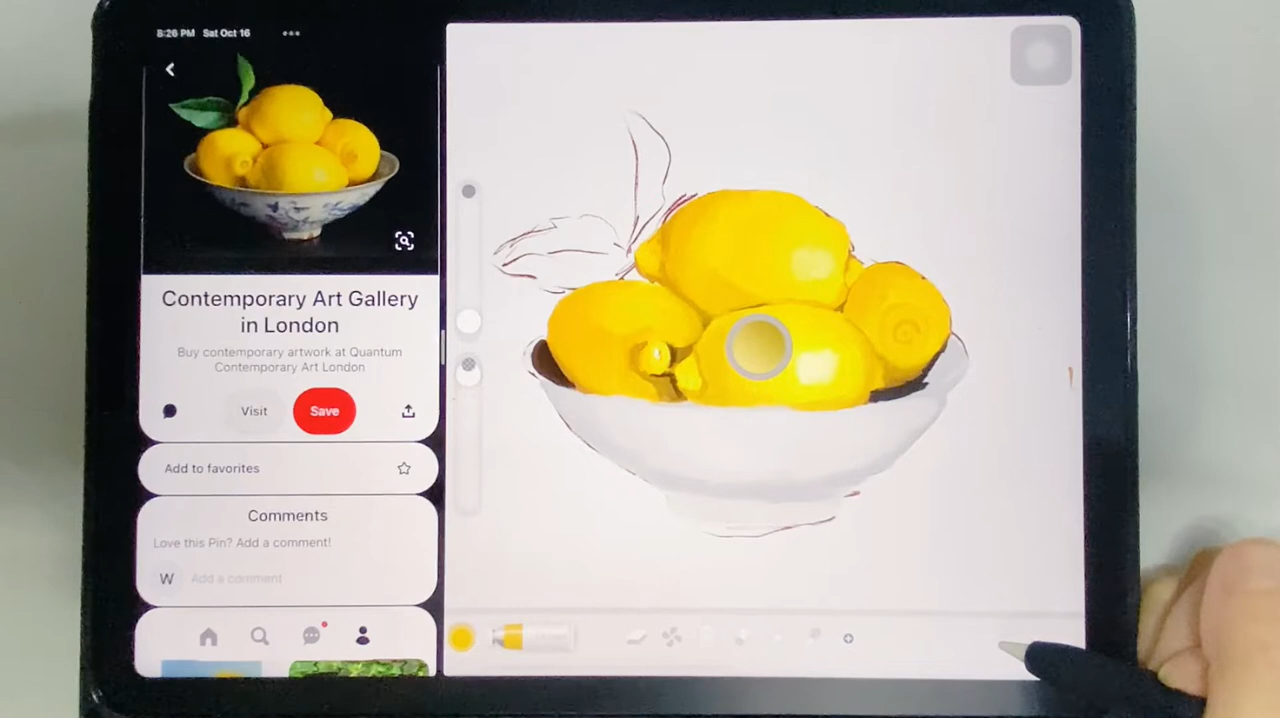 8:26 PM Sat Oct 16
Contemporary Art Gallery
in London
Buy contemporary artwork at Quantum
Contemporary Art London
Visit
Save
Add to favorites
Comments
Love this Pin? Add a comment!
W
Add a comment